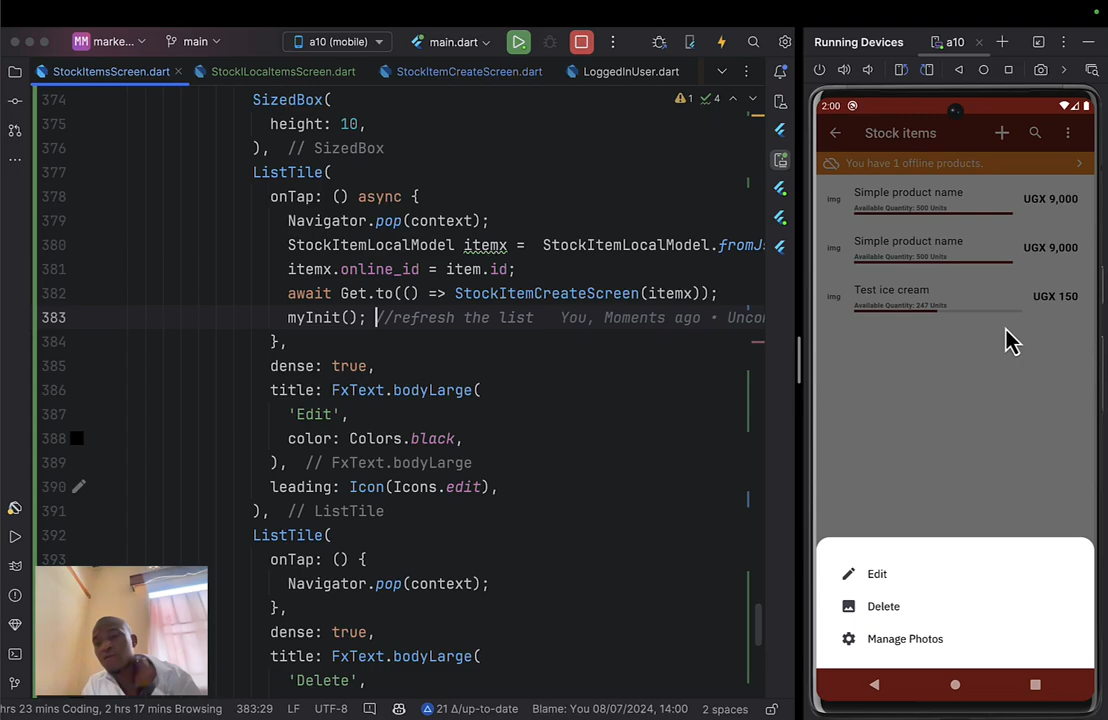 MM marke...
main
a10 (mobile)
main.dart
Running Devices
a10
StockItemsScreen.dart
StockILocaItemsScreen.dart
StockItemCreateScreen.dart
LoggedInUser.dart
1
4
374 SizedBox(
375 height: 10,
376 ), // SizedBox
377 ListTile(
378 onTap: () async {
379 Navigator.pop(context);
380 StockItemLocalModel itemx = StockItemLocalModel.fromJs
381 itemx.online_id = item.id;
382 await Get.to(() => StockItemCreateScreen(itemx));
383 myInit(); //refresh the list You, Moments ago • Uncom
384 },
385 dense: true,
386 title: FxText.bodyLarge(
387 'Edit',
388 color: Colors.black,
389 ), // FxText.bodyLarge
390 leading: Icon(Icons.edit),
391 ), // ListTile
392 ListTile(
393 onTap: () {
Navigator.pop(context);
},
dense: true,
title: FxText.bodyLarge(
'Delete',
hrs 23 mins Coding, 2 hrs 17 mins Browsing
383:29
LF
UTF-8
21 Δ/up-to-date
Blame: You 08/07/2024, 14:00
2 spaces
2:00
Stock items
You have 1 offline products.
img
Simple product name
Available Quantity: 500 Units
UGX 9,000
img
Simple product name
Available Quantity: 500 Units
UGX 9,000
img
Test ice cream
Available Quantity: 247 Units
UGX 150
Edit
Delete
Manage Photos